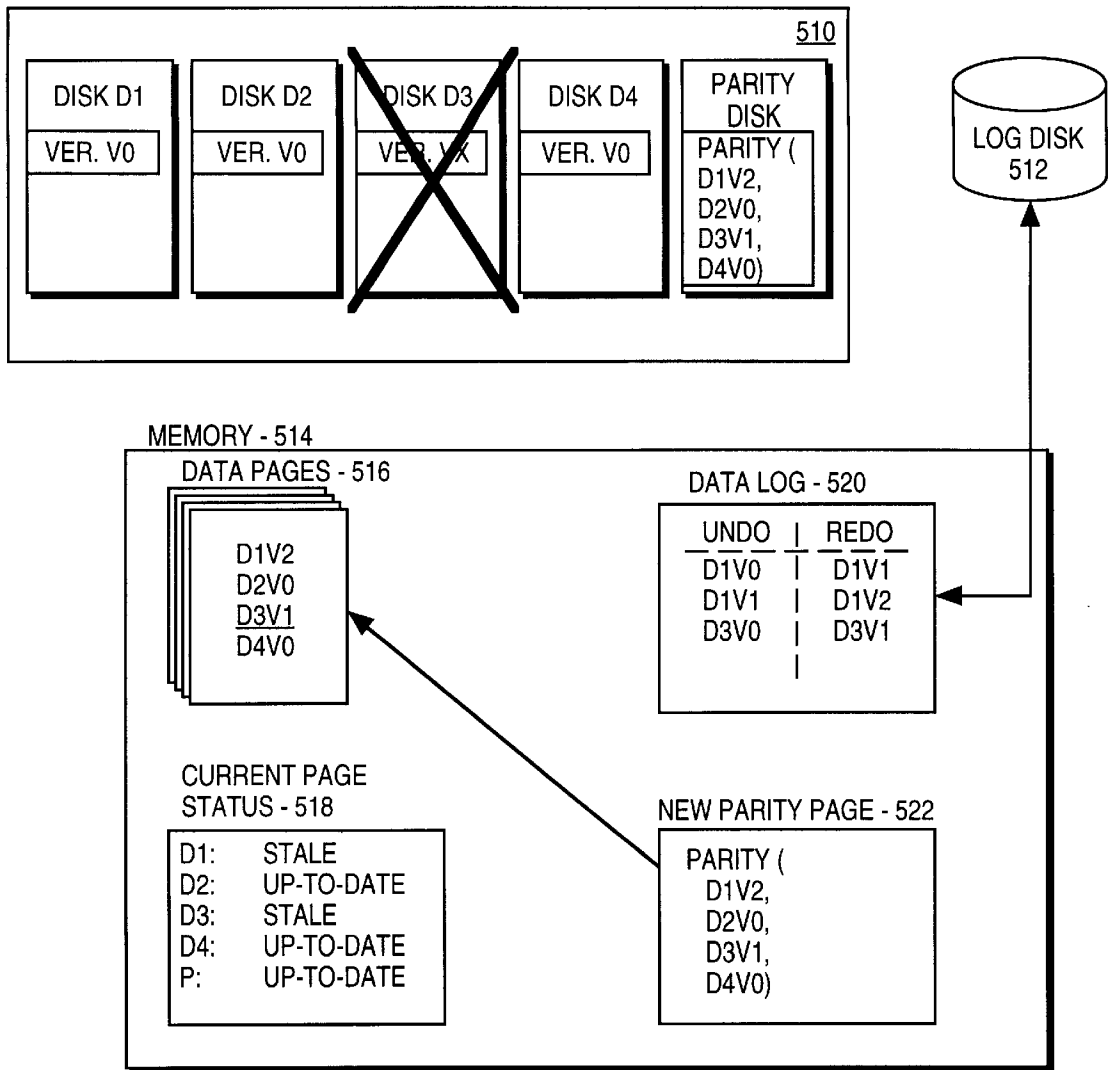 510
DISK D1
VER. V0
DISK D2
VER. V0
DISK D3
VER. VX
DISK D4
VER. V0
PARITY
DISK
PARITY (
D1V2,
D2V0,
D3V1,
D4V0)
LOG DISK
512
MEMORY - 514
DATA PAGES - 516
D1V2
D2V0
D3V1
D4V0
DATA LOG - 520
UNDO | REDO
D1V0 | D1V1
D1V1 | D1V2
D3V0 | D3V1
CURRENT PAGE
STATUS - 518
D1: STALE
D2: UP-TO-DATE
D3: STALE
D4: UP-TO-DATE
P: UP-TO-DATE
NEW PARITY PAGE - 522
PARITY (
D1V2,
D2V0,
D3V1,
D4V0)